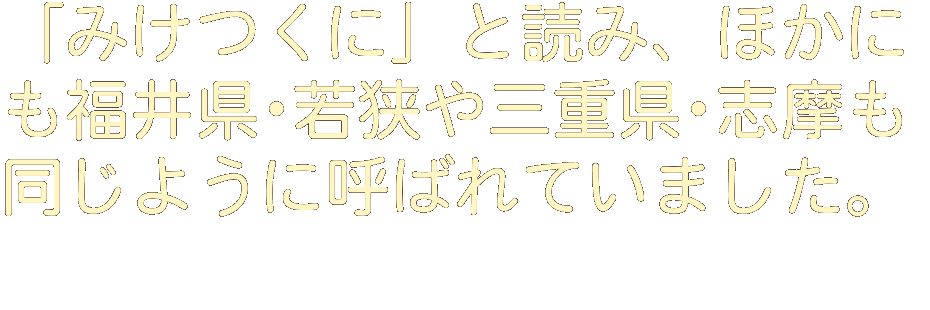 「みけつくに」と読み、ほかに
も福井県・若狭や三重県・志摩も
同じように呼ばれていました。